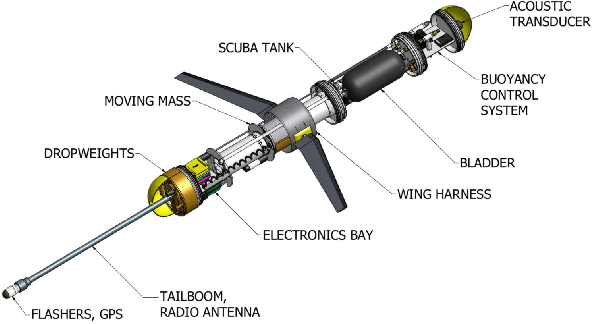 ACOUSTIC
TRANSDUCER
SCUBA TANK
BUOYANCY
CONTROL
SYSTEM
MOVING MASS
BLADDER
DROPWEIGHTS
WING HARNESS
ELECTRONICS BAY
TAILBOOM,
RADIO ANTENNA
FLASHERS, GPS